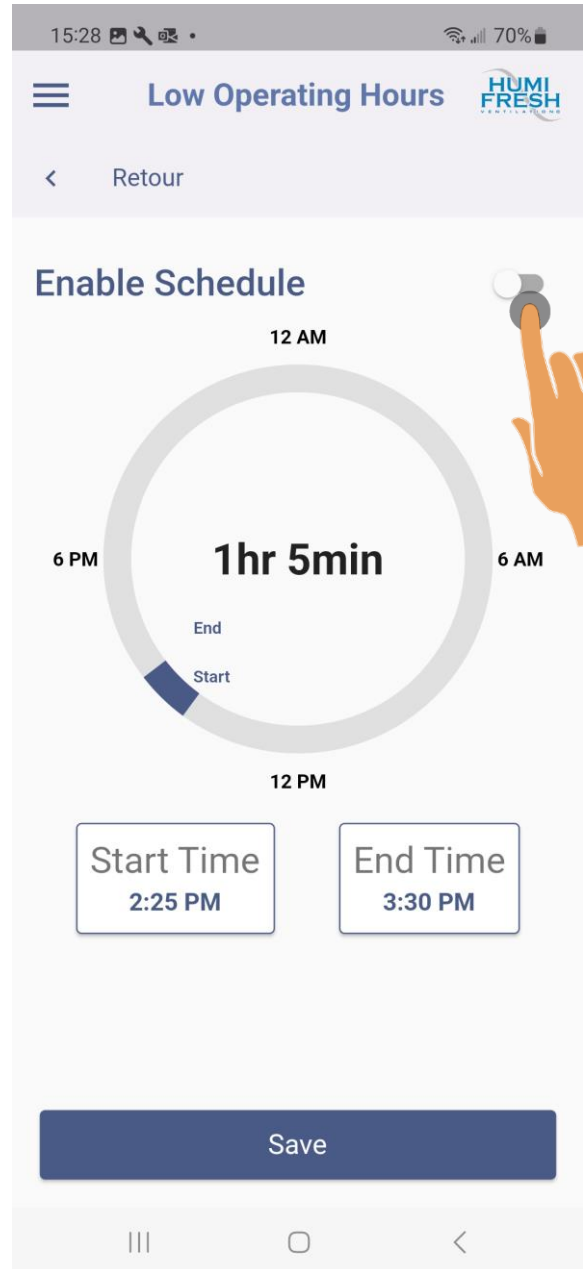 15:28 70%
Low Operating Hours
HUMI
FRESH
VENTILATIONS
Retour
Enable Schedule
12 AM
6 PM
1hr 5min
6 AM
End
Start
12 PM
Start Time
End Time
2:25 PM
3:30 PM
Save